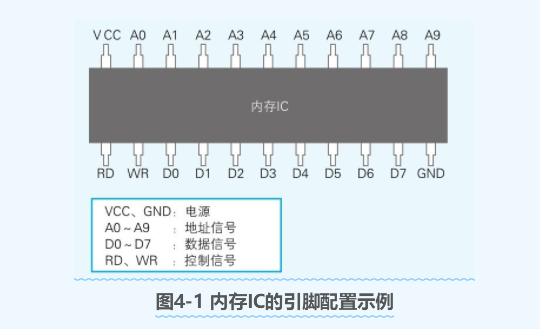 VCC A0 A1 A2 A3 A4 A5 A6 A7 A8 A9
内存IC
RD WR D0 D1 D2 D3 D4 D5 D6 D7 GND
VCC、GND：电源
A0～A9 ：地址信号
D0～D7 ：数据信号
RD、WR ：控制信号
图4-1 内存IC的引脚配置示例